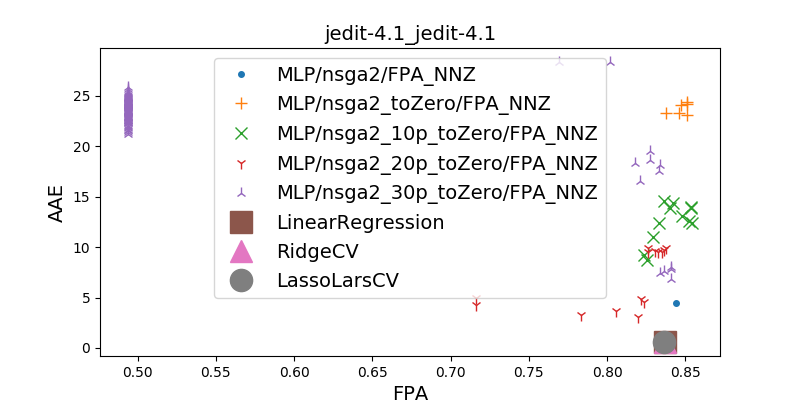 jedit-4.1_jedit-4.1
AAE
25
20
15
10
5
0
MLP/nsga2/FPA_NNZ
MLP/nsga2_toZero/FPA_NNZ
MLP/nsga2_10p_toZero/FPA_NNZ
MLP/nsga2_20p_toZero/FPA_NNZ
MLP/nsga2_30p_toZero/FPA_NNZ
LinearRegression
RidgeCV
LassoLarsCV
0.50 0.55 0.60 0.65 0.70 0.75 0.80 0.85
FPA